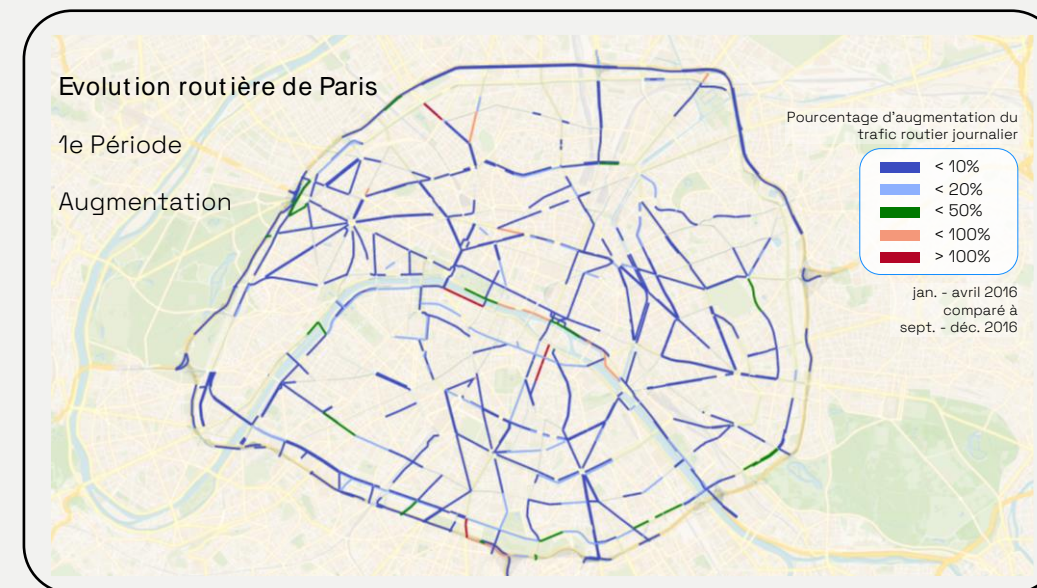 Evolution routière de Paris
1e Période
Augmentation
Pourcentage d'augmentation du
trafic routier journalier
< 10%
< 20%
< 50%
< 100%
> 100%
jan. - avril 2016
comparé à
sept. - déc. 2016